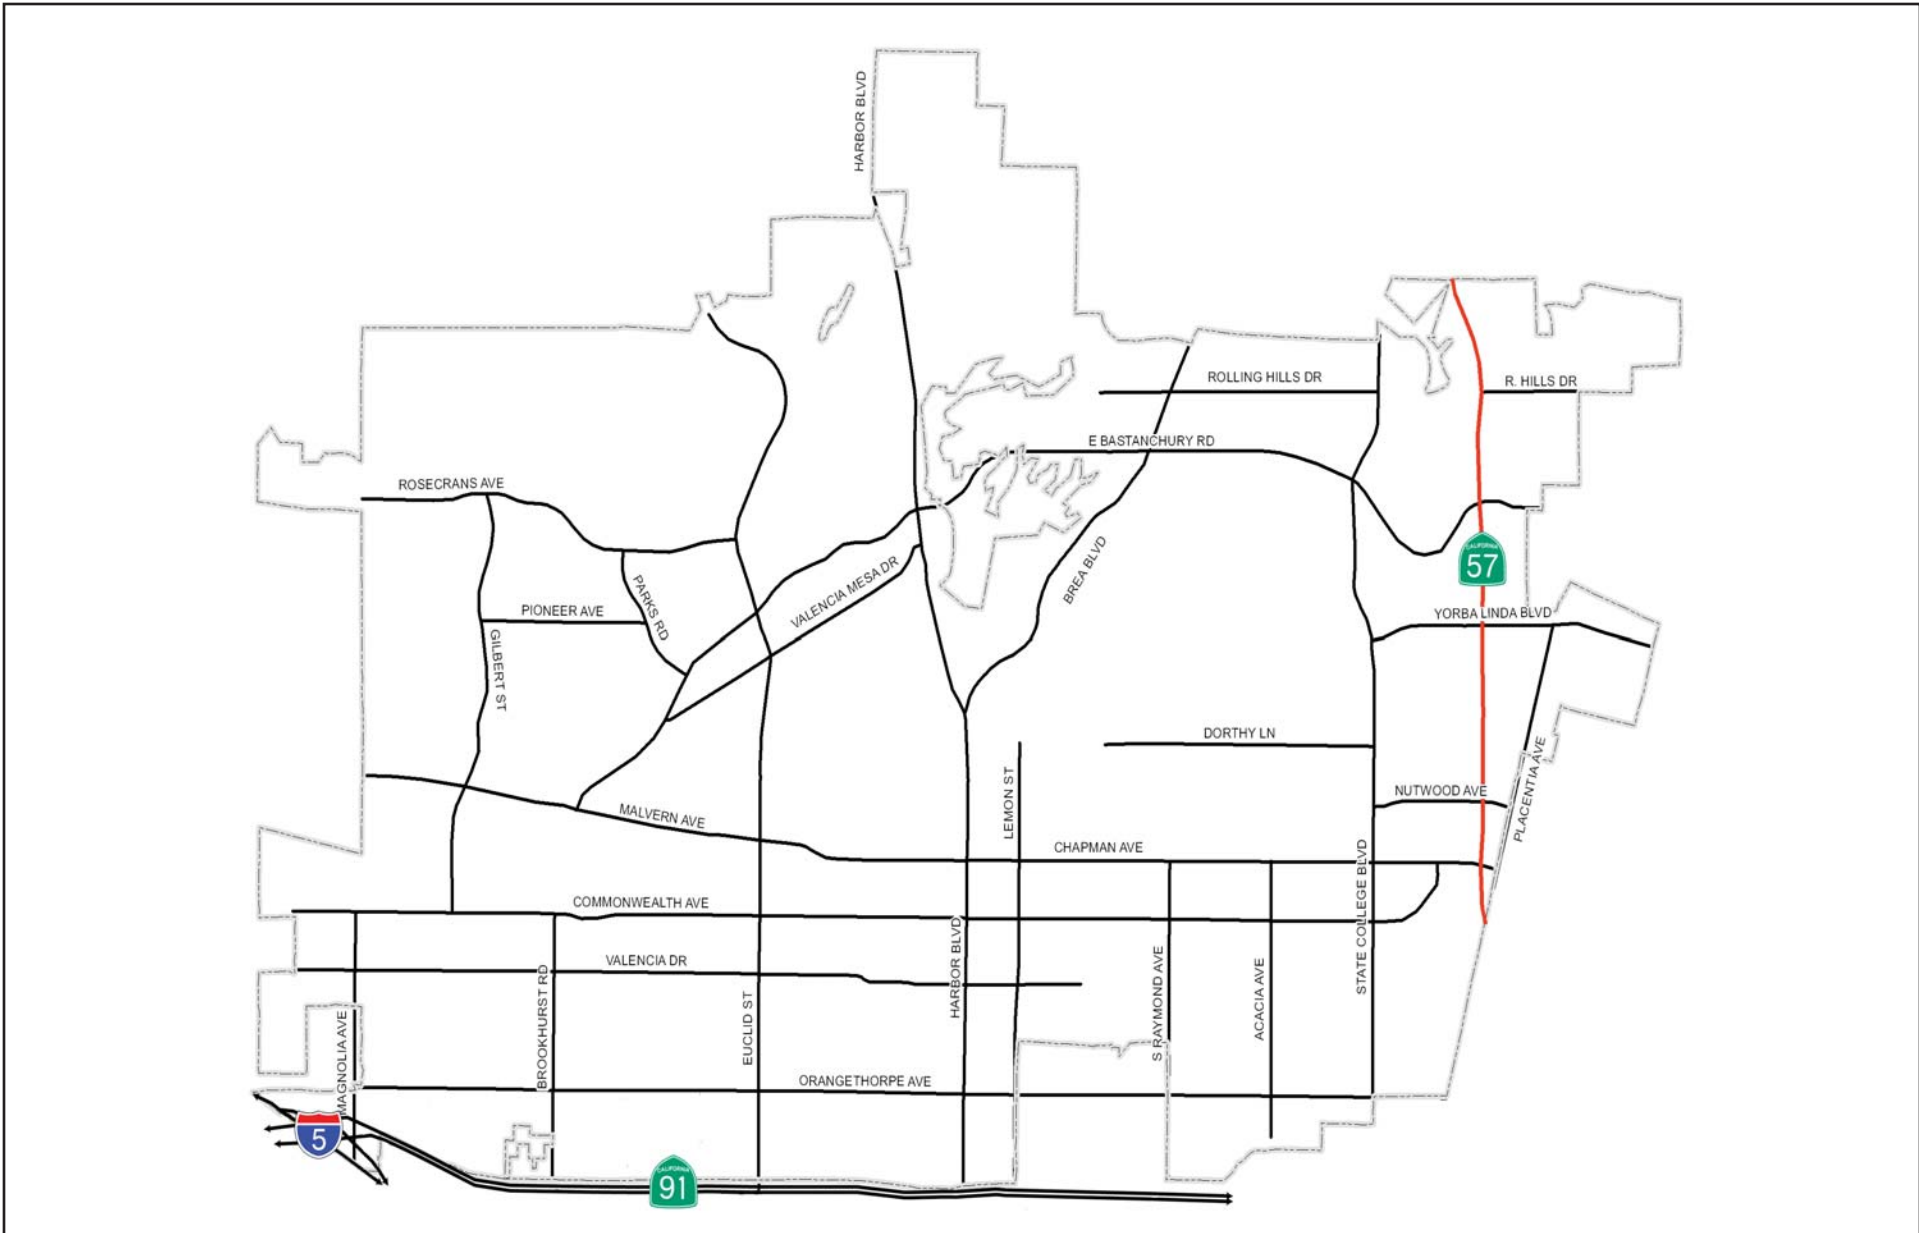 HARBOR BLVD
ROLLING HILLS DR
R. HILLS DR
E BASTANCHURY RD
ROSECRANS AVE
CALIFORNIA
57
BREA BLVD
VALENCIA MESA DR
PARKS RD
PIONEER AVE
YORBA LINDA BLVD
GILBERT ST
DORTHY LN
PLACENTIA AVE
LEMON ST
NUTWOOD AVE
MALVERN AVE
CHAPMAN AVE
STATE COLLEGE BLVD
COMMONWEALTH AVE
HARBOR BLVD
VALENCIA DR
S RAYMOND AVE
ACACIA AVE
BROOKHURST RD
EUCLID ST
MAGNOLIA AVE
ORANGETHORPE AVE
5
CALIFORNIA
91